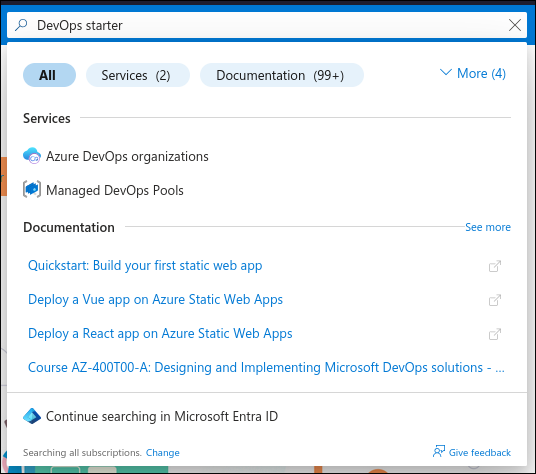 DevOps starter
All
Services (2)
Documentation (99+)
More (4)
Services
Azure DevOps organizations
Managed DevOps Pools
Documentation
See more
Quickstart: Build your first static web app
Deploy a Vue app on Azure Static Web Apps
Deploy a React app on Azure Static Web Apps
Course AZ-400T00-A: Designing and Implementing Microsoft DevOps solutions - ...
Continue searching in Microsoft Entra ID
Searching all subscriptions. Change
Give feedback